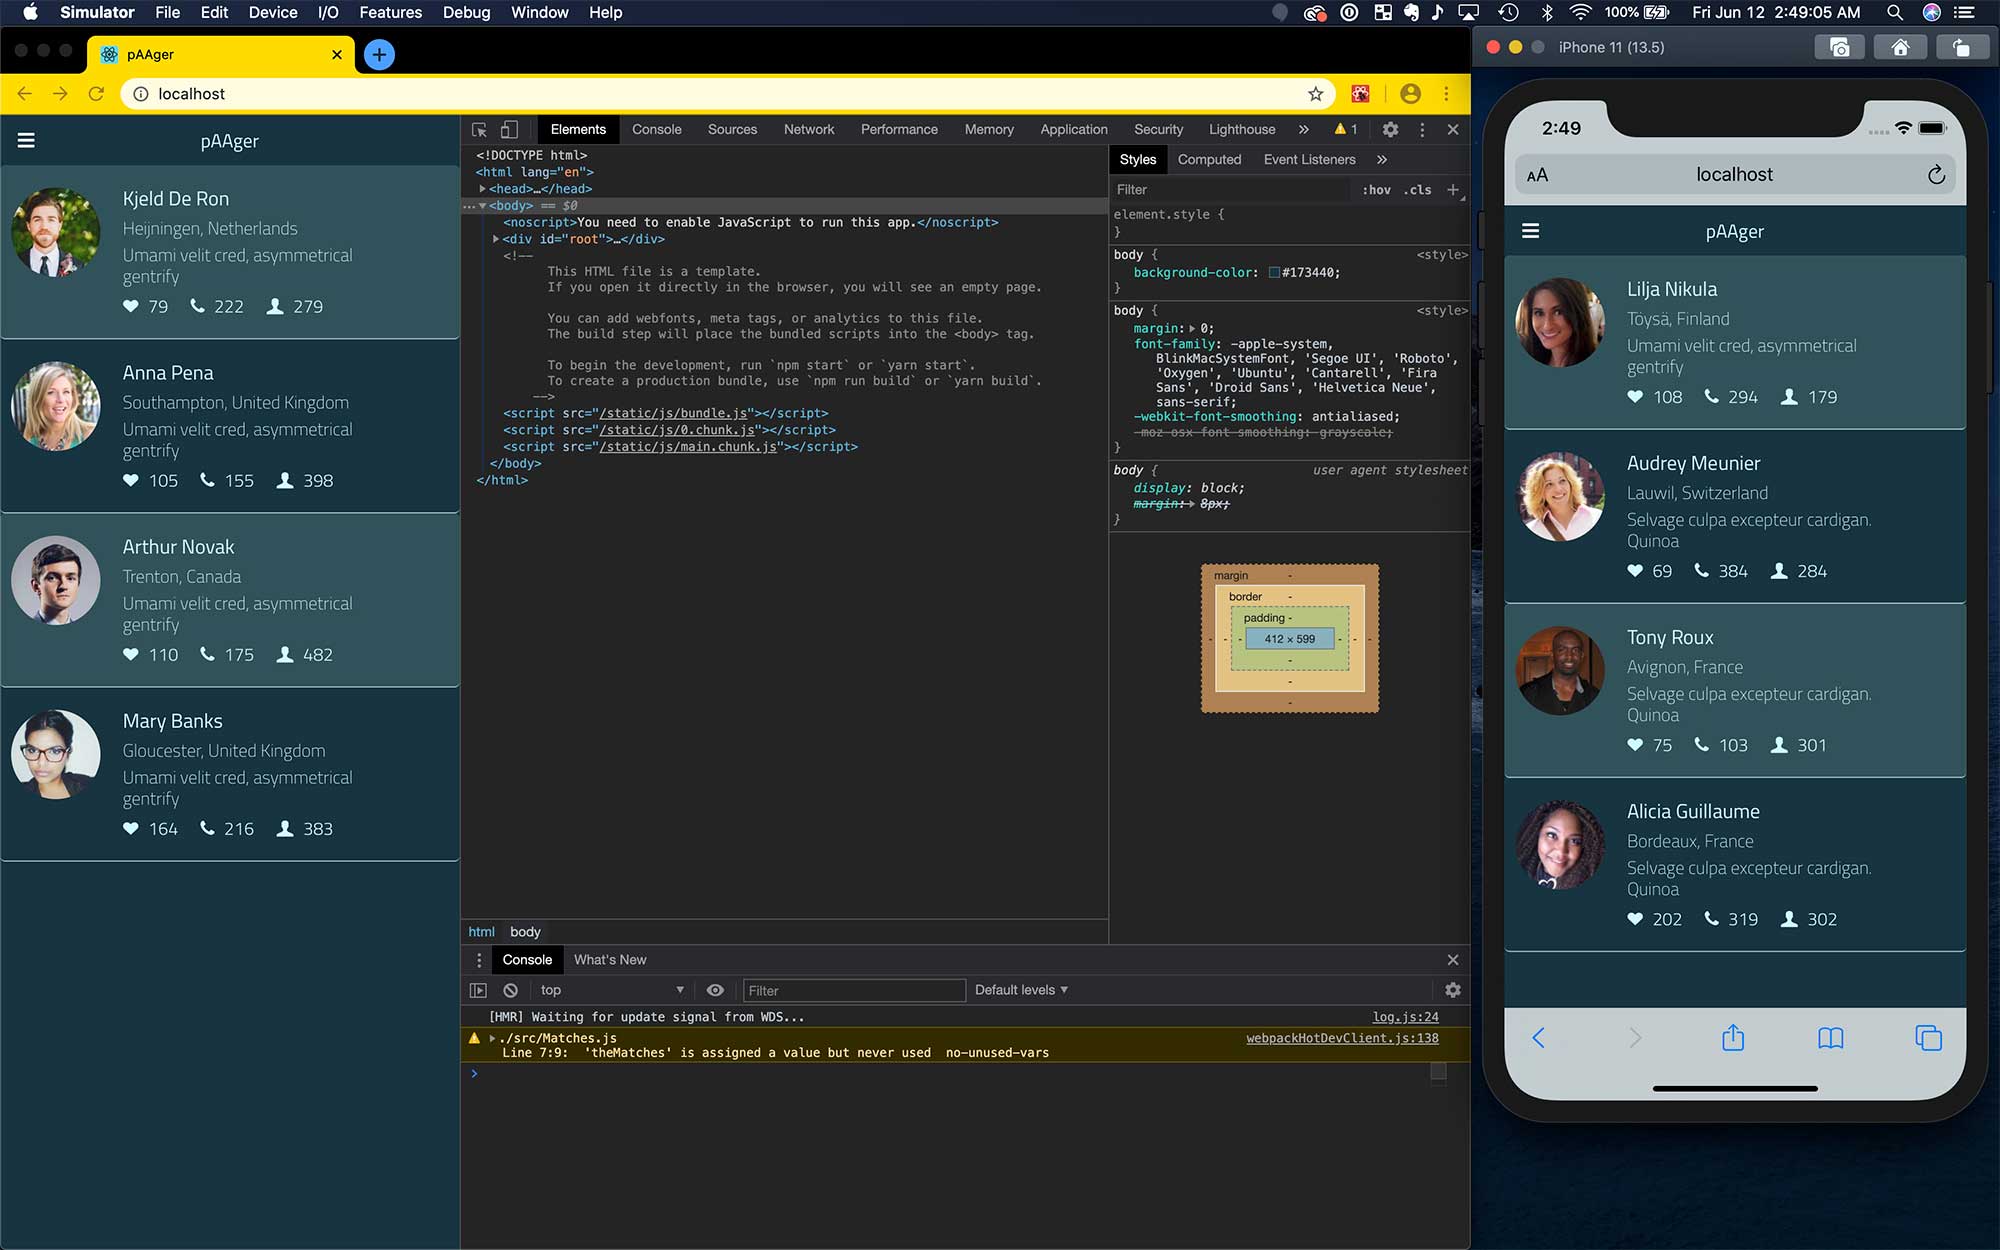 Simulator File Edit Device I/O Features Debug Window Help 100% Fri Jun 12 2:49:05 AM
pAAger
localhost
pAAger
Kjeld De Ron
Heijningen, Netherlands
Umami velit cred, asymmetrical
gentrify
79 222 279
Anna Pena
Southampton, United Kingdom
Umami velit cred, asymmetrical
gentrify
105 155 398
Arthur Novak
Trenton, Canada
Umami velit cred, asymmetrical
gentrify
110 175 482
Mary Banks
Gloucester, United Kingdom
Umami velit cred, asymmetrical
gentrify
164 216 383
Elements Console Sources Network Performance Memory Application Security Lighthouse » 1
<!DOCTYPE html>
<html lang="en">
<head>…</head>
<body> == $0
<noscript>You need to enable JavaScript to run this app.</noscript>
<div id="root">…</div>
<!--
This HTML file is a template.
If you open it directly in the browser, you will see an empty page.
You can add webfonts, meta tags, or analytics to this file.
The build step will place the bundled scripts into the <body> tag.
To begin the development, run `npm start` or `yarn start`.
To create a production bundle, use `npm run build` or `yarn build`.
-->
<script src="/static/js/bundle.js"></script>
<script src="/static/js/0.chunk.js"></script>
<script src="/static/js/main.chunk.js"></script>
</body>
</html>
html body
Styles Computed Event Listeners »
Filter :hov .cls +
element.style {
}
body { <style>
background-color: #173440;
}
body { <style>
margin: 0;
font-family: -apple-system,
BlinkMacSystemFont, 'Segoe UI', 'Roboto',
'Oxygen', 'Ubuntu', 'Cantarell', 'Fira
Sans', 'Droid Sans', 'Helvetica Neue',
sans-serif;
-webkit-font-smoothing: antialiased;
-moz-osx-font-smoothing: grayscale;
}
body { user agent stylesheet
display: block;
margin: 8px;
}
margin -
border -
padding -
- - - 412 × 599 - - -
-
-
-
Console What's New
top Filter Default levels
[HMR] Waiting for update signal from WDS... log.js:24
./src/Matches.js webpackHotDevClient.js:138
Line 7:9: 'theMatches' is assigned a value but never used no-unused-vars
iPhone 11 (13.5)
2:49
AA localhost
pAAger
Lilja Nikula
Töysä, Finland
Umami velit cred, asymmetrical
gentrify
108 294 179
Audrey Meunier
Lauwil, Switzerland
Selvage culpa excepteur cardigan.
Quinoa
69 384 284
Tony Roux
Avignon, France
Selvage culpa excepteur cardigan.
Quinoa
75 103 301
Alicia Guillaume
Bordeaux, France
Selvage culpa excepteur cardigan.
Quinoa
202 319 302